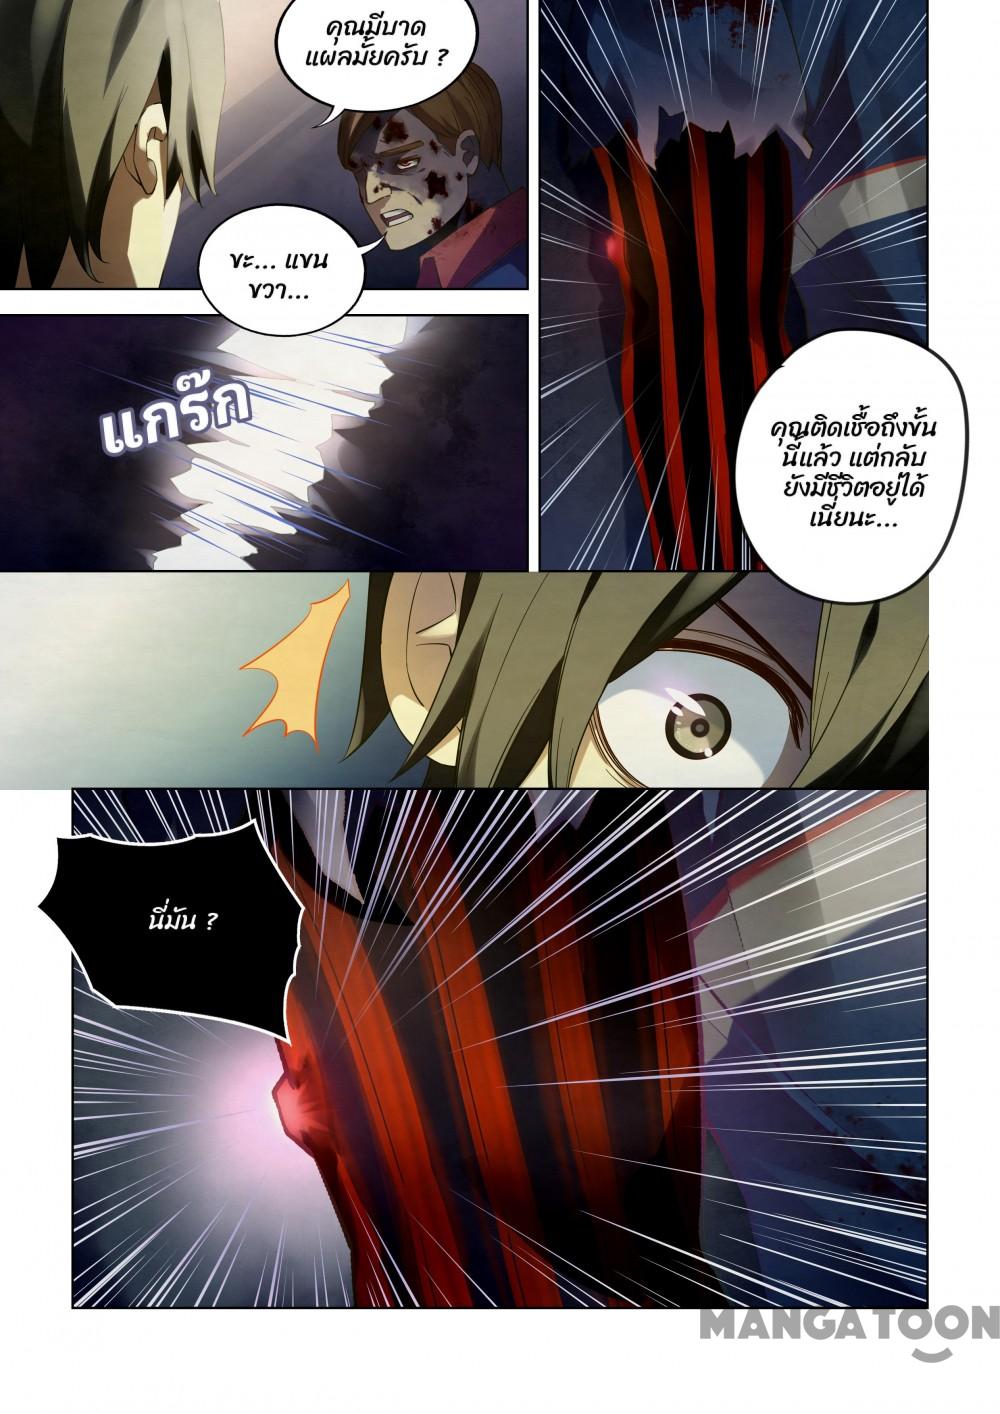 คุณมีบาด
แผลมั้ยครับ ?
ขะ... แขน
ขวา...
แกร๊ก
คุณติดเชื้อถึงขั้น
นี้แล้ว แต่กลับ
ยังมีชีวิตอยู่ได้
เนี่ยนะ...
นี่มัน ?
MANGATOON